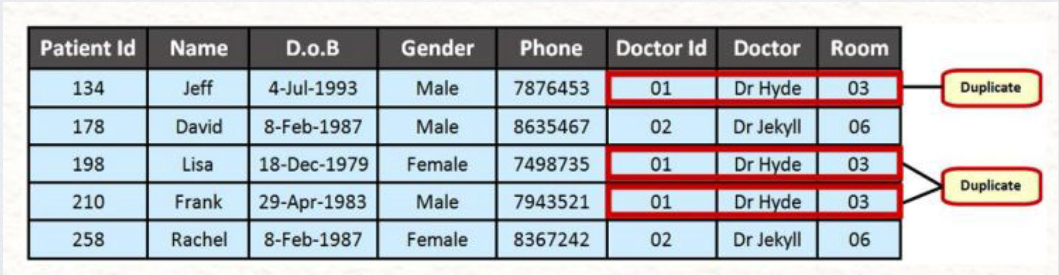 Patient Id Name D.o.B Gender Phone Doctor Id Doctor Room
134 Jeff 4-Jul-1993 Male 7876453 01 Dr Hyde 03 Duplicate
178 David 8-Feb-1987 Male 8635467 02 Dr Jekyll 06
198 Lisa 18-Dec-1979 Female 7498735 01 Dr Hyde 03
Duplicate
210 Frank 29-Apr-1983 Male 7943521 01 Dr Hyde 03
258 Rachel 8-Feb-1987 Female 8367242 02 Dr Jekyll 06